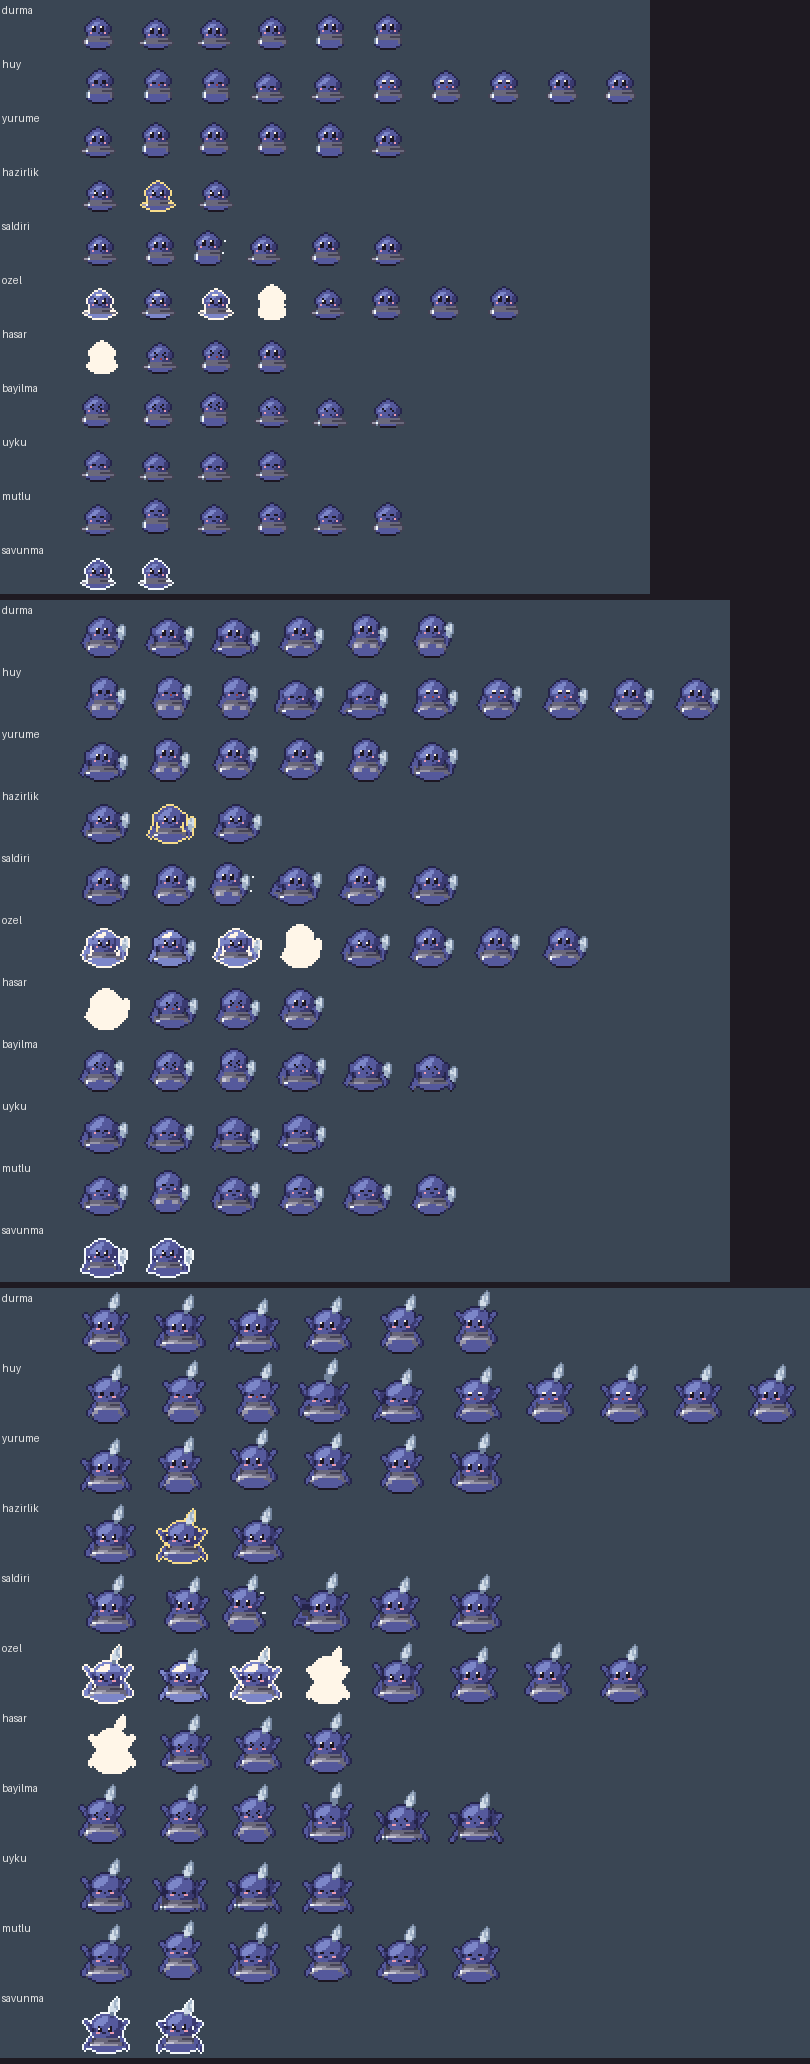 durma
huy
yurume
hazirlik
saldiri
ozel
hasar
bayilma
uyku
mutlu
savunma
durma
huy
yurume
hazirlik
saldiri
ozel
hasar
bayilma
uyku
mutlu
savunma
durma
huy
yurume
hazirlik
saldiri
ozel
hasar
bayilma
uyku
mutlu
savunma